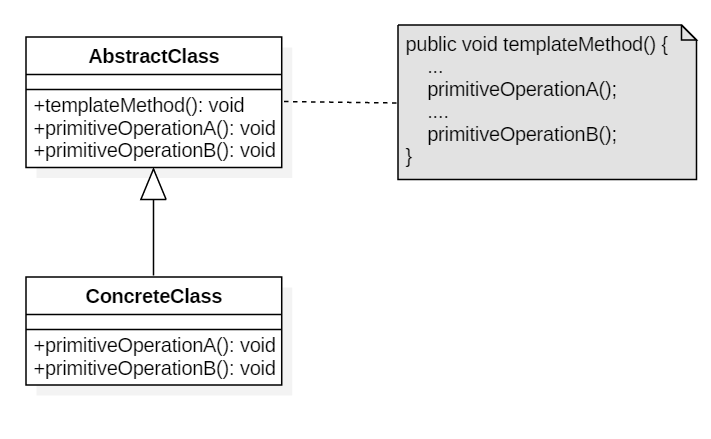 AbstractClass
+templateMethod(): void
+primitiveOperationA(): void
+primitiveOperationB(): void
public void templateMethod() {
...
primitiveOperationA();
....
primitiveOperationB();
}
ConcreteClass
+primitiveOperationA(): void
+primitiveOperationB(): void